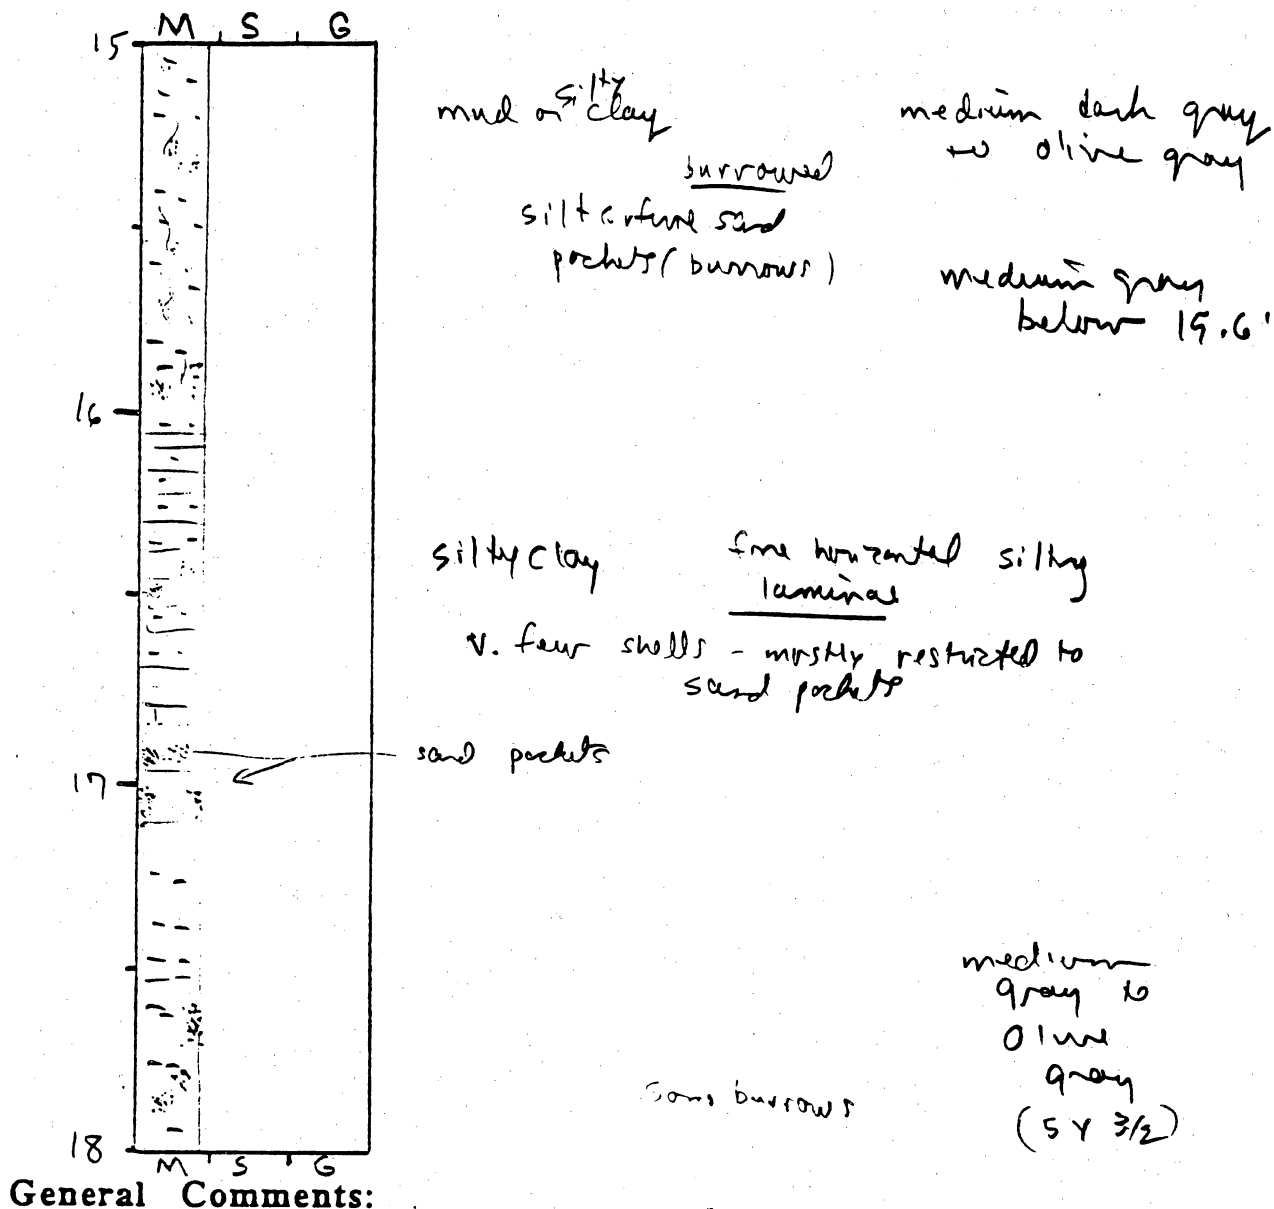 M S G
15
mud or silty clay
medium dark gray
to olive gray
burrowed
silt & fine sand
pockets (burrows)
medium gray
below 15.6'
16
silty clay
fine horizontal silty
laminae
v. few shells - mostly restricted to
sand pockets
sand pockets
17
medium
gray to
olive
gray
(5 Y 3/2)
some burrows
18
M S G
General Comments: